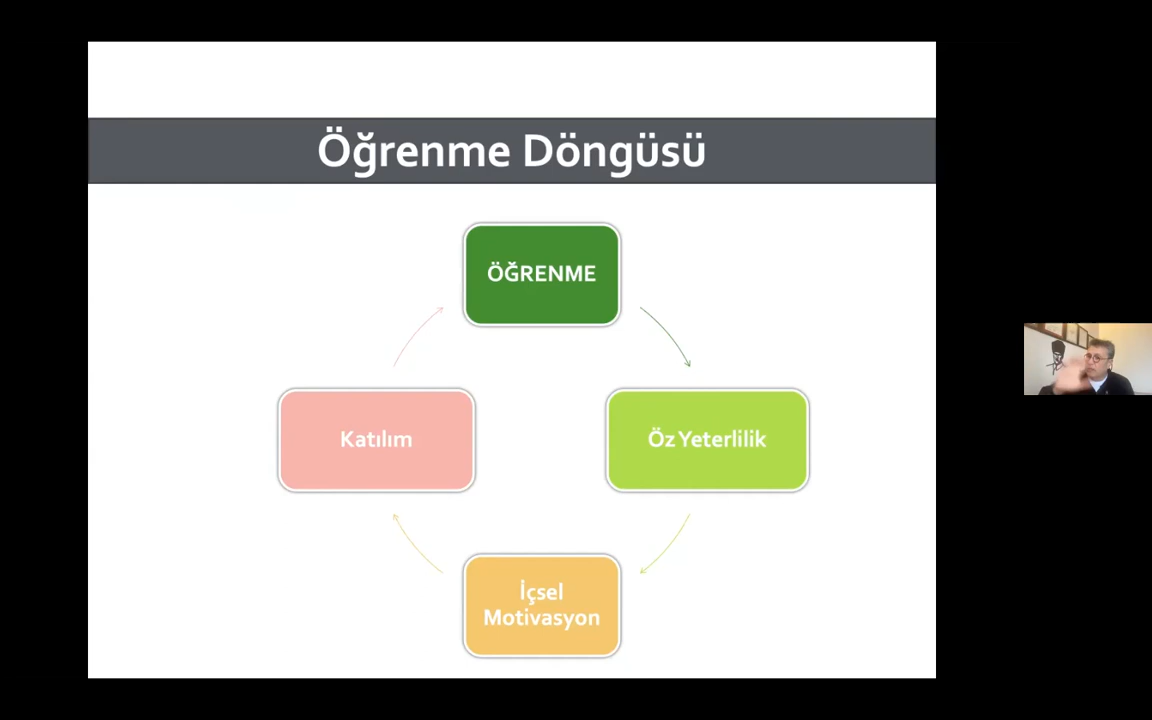 Öğrenme Döngüsü
ÖĞRENME
Katılım
Öz Yeterlilik
İçsel
Motivasyon